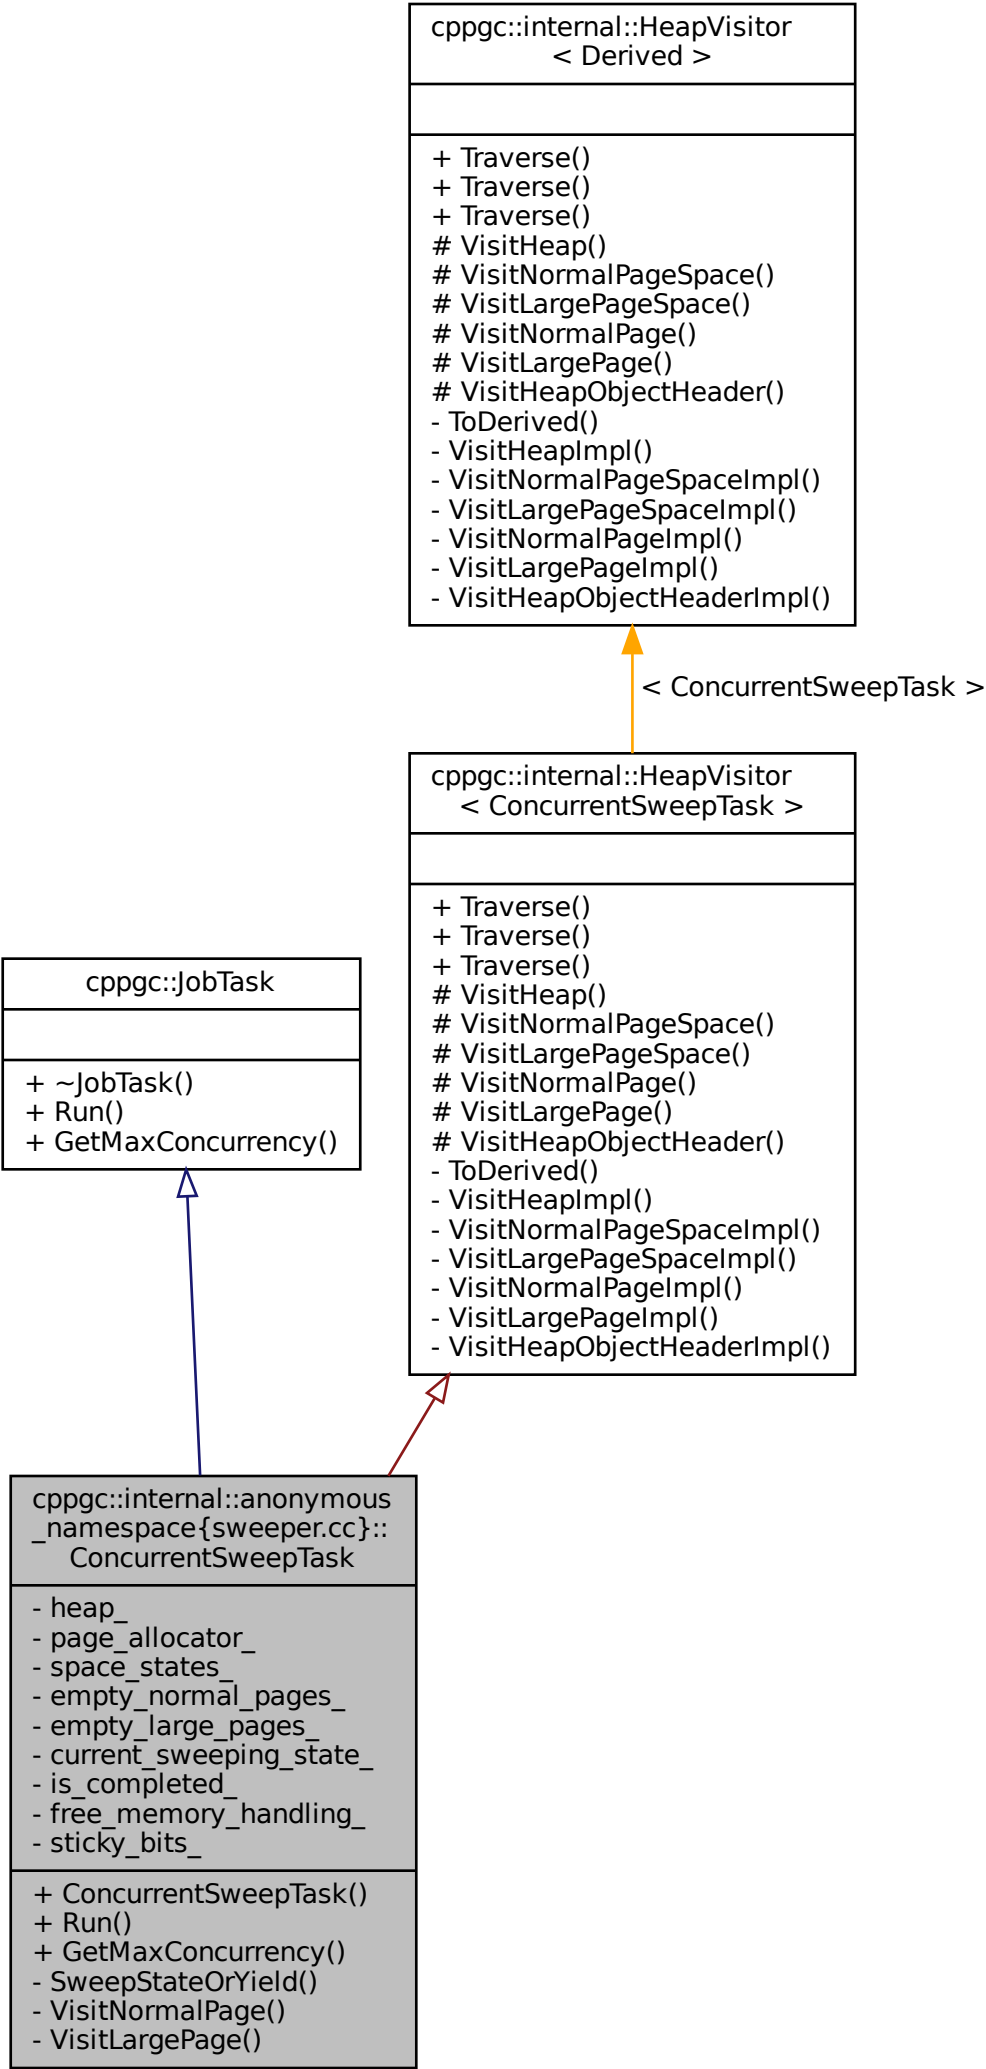 cppgc::internal::HeapVisitor
< Derived >
+ Traverse()
+ Traverse()
+ Traverse()
# VisitHeap()
# VisitNormalPageSpace()
# VisitLargePageSpace()
# VisitNormalPage()
# VisitLargePage()
# VisitHeapObjectHeader()
- ToDerived()
- VisitHeapImpl()
- VisitNormalPageSpaceImpl()
- VisitLargePageSpaceImpl()
- VisitNormalPageImpl()
- VisitLargePageImpl()
- VisitHeapObjectHeaderImpl()
< ConcurrentSweepTask >
cppgc::internal::HeapVisitor
< ConcurrentSweepTask >
+ Traverse()
+ Traverse()
+ Traverse()
# VisitHeap()
# VisitNormalPageSpace()
# VisitLargePageSpace()
# VisitNormalPage()
# VisitLargePage()
# VisitHeapObjectHeader()
- ToDerived()
- VisitHeapImpl()
- VisitNormalPageSpaceImpl()
- VisitLargePageSpaceImpl()
- VisitNormalPageImpl()
- VisitLargePageImpl()
- VisitHeapObjectHeaderImpl()
cppgc::JobTask
+ ~JobTask()
+ Run()
+ GetMaxConcurrency()
cppgc::internal::anonymous
_namespace{sweeper.cc}::
ConcurrentSweepTask
- heap_
- page_allocator_
- space_states_
- empty_normal_pages_
- empty_large_pages_
- current_sweeping_state_
- is_completed_
- free_memory_handling_
- sticky_bits_
+ ConcurrentSweepTask()
+ Run()
+ GetMaxConcurrency()
- SweepStateOrYield()
- VisitNormalPage()
- VisitLargePage()